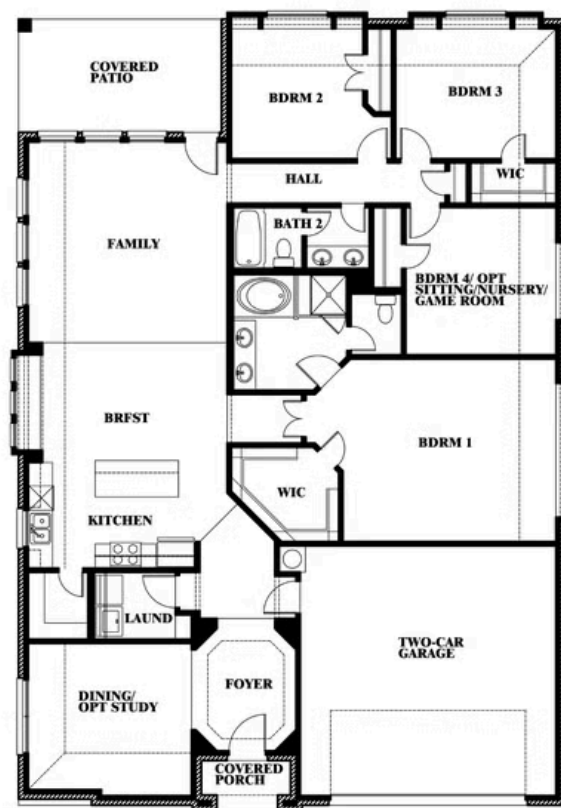 COVERED
PATIO
BDRM 2
BDRM 3
WIC
HALL
FAMILY
BATH 2
BDRM 4/ OPT
SITTING/NURSERY/
GAME ROOM
BRFST
BDRM 1
WIC
KITCHEN
LAUND
TWO-CAR
GARAGE
FOYER
DINING/
OPT STUDY
COVERED
PORCH